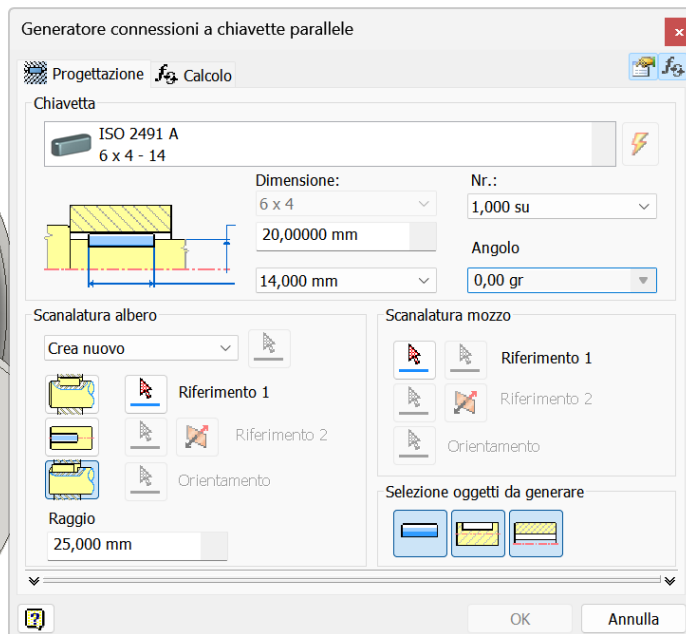 Generatore connessioni a chiavette parallele
Progettazione
Calcolo
Chiavetta
ISO 2491 A
6 x 4 - 14
Dimensione:
Nr.:
6 x 4
1,000 su
20,00000 mm
Angolo
14,000 mm
0,00 gr
Scanalatura albero
Crea nuovo
Riferimento 1
Riferimento 2
Orientamento
Raggio
25,000 mm
Scanalatura mozzo
Riferimento 1
Riferimento 2
Orientamento
Selezione oggetti da generare
OK
Annulla